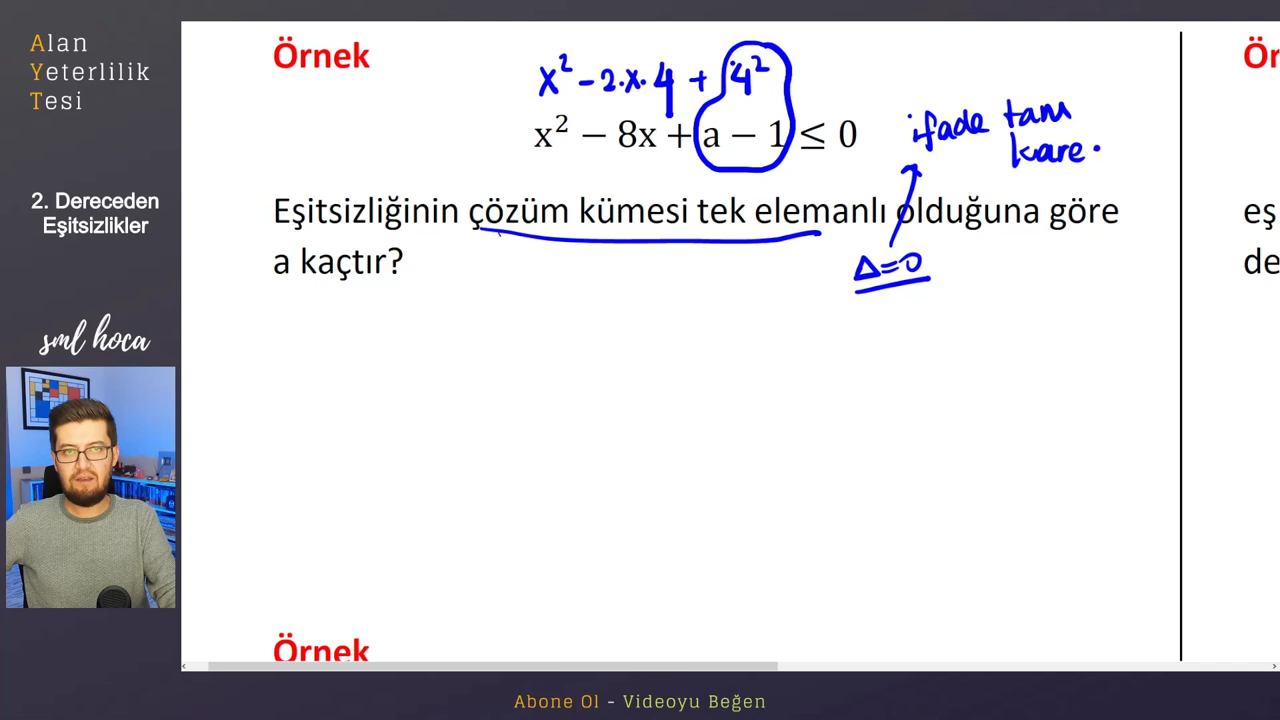 Alan
Yeterlilik
Tesi
2. Dereceden
Eşitsizlikler
sml hoca
Örnek
x² - 2·x·4 + 4²
x² − 8x + a − 1 ≤ 0
ifade tam
kare.
Eşitsizliğinin çözüm kümesi tek elemanlı olduğuna göre
a kaçtır?
Δ=0
Örnek
Ör
eş
de
Abone Ol - Videoyu Beğen